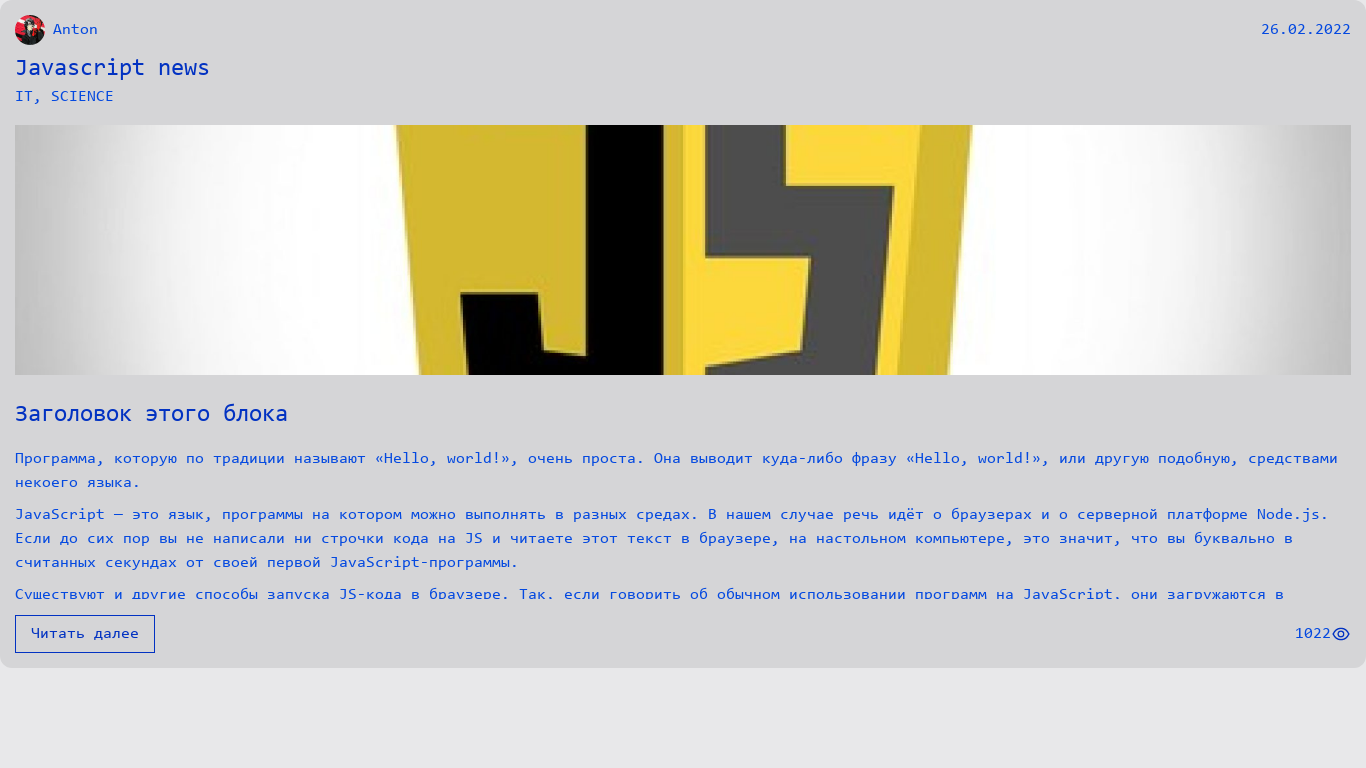 Anton
26.02.2022
Javascript news
IT, SCIENCE
JS
Заголовок этого блока
Программа, которую по традиции называют «Hello, world!», очень проста. Она выводит куда-либо фразу «Hello, world!», или другую подобную, средствами
некоего языка.
JavaScript — это язык, программы на котором можно выполнять в разных средах. В нашем случае речь идёт о браузерах и о серверной платформе Node.js.
Если до сих пор вы не написали ни строчки кода на JS и читаете этот текст в браузере, на настольном компьютере, это значит, что вы буквально в
считанных секундах от своей первой JavaScript-программы.
Существуют и другие способы запуска JS-кода в браузере. Так, если говорить об обычном использовании программ на JavaScript, они загружаются в
Читать далее
1022